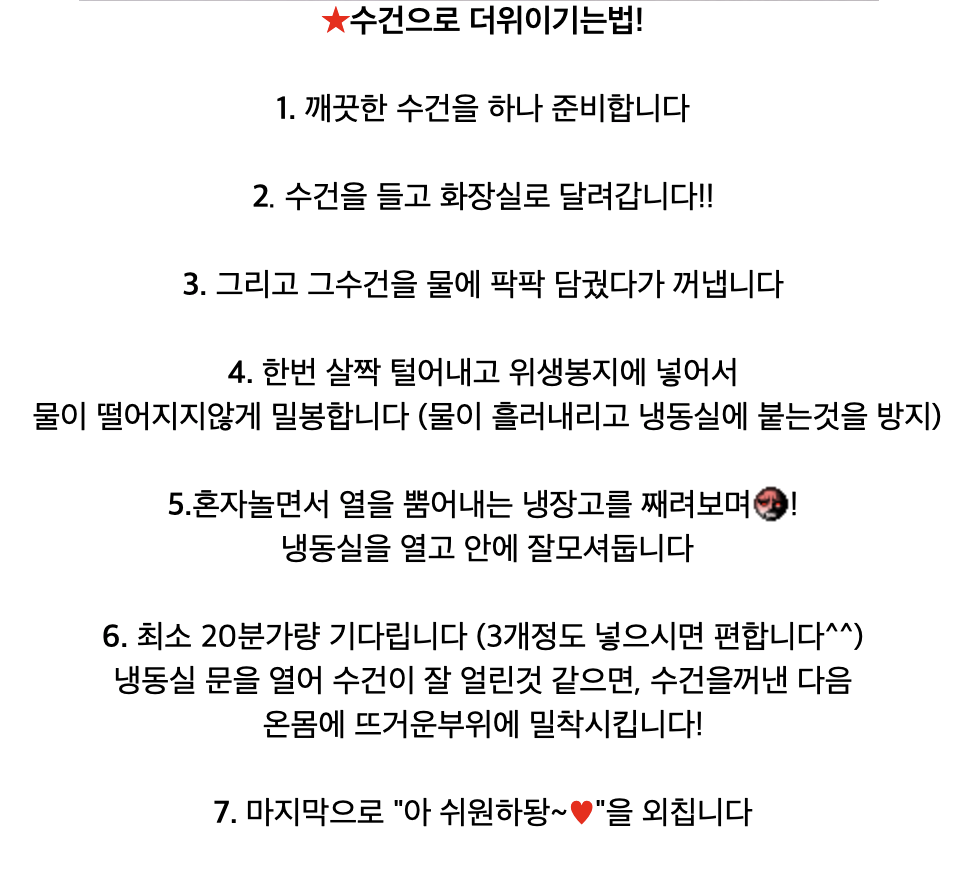 ★수건으로 더위이기는법!
1. 깨끗한 수건을 하나 준비합니다
2. 수건을 들고 화장실로 달려갑니다!!
3. 그리고 그수건을 물에 팍팍 담궜다가 꺼냅니다
4. 한번 살짝 털어내고 위생봉지에 넣어서
물이 떨어지지않게 밀봉합니다 (물이 흘러내리고 냉동실에 붙는것을 방지)
5.혼자놀면서 열을 뿜어내는 냉장고를 째려보며!
냉동실을 열고 안에 잘모셔둡니다
6. 최소 20분가량 기다립니다 (3개정도 넣으시면 편합니다^^)
냉동실 문을 열어 수건이 잘 얼린것 같으면, 수건을꺼낸 다음
온몸에 뜨거운부위에 밀착시킵니다!
7. 마지막으로 "아 쉬원하돵~♥"을 외칩니다